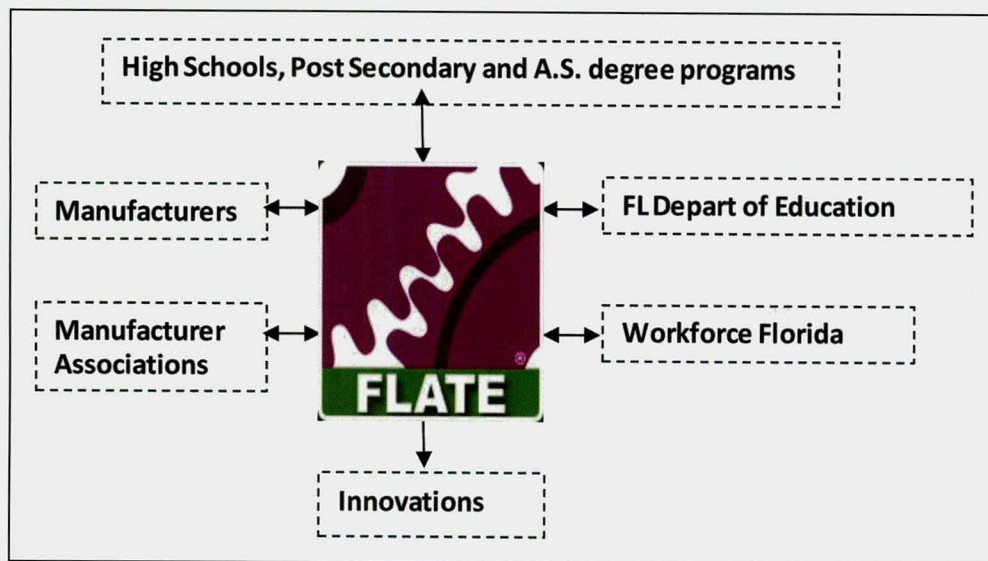 High Schools, Post Secondary and A.S. degree programs
Manufacturers
FL Depart of Education
Manufacturer
Associations
Workforce Florida
®
FLATE
Innovations